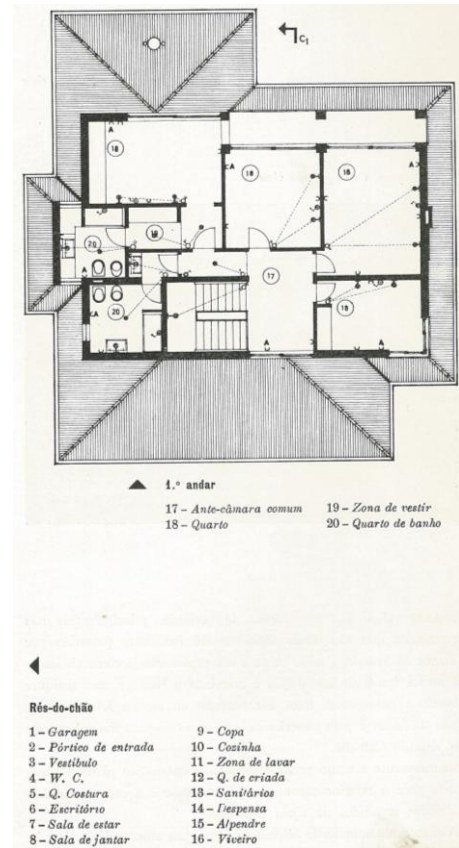 C1
18
18
18
19
20
17
20
18
1.º andar
17 – Ante-câmara comum
18 – Quarto
19 – Zona de vestir
20 – Quarto de banho
Rés-do-chão
1 – Garagem
2 – Pórtico de entrada
3 – Vestíbulo
4 – W. C.
5 – Q. Costura
6 – Escritório
7 – Sala de estar
8 – Sala de jantar
9 – Copa
10 – Cozinha
11 – Zona de lavar
12 – Q. de criada
13 – Sanitários
14 – Despensa
15 – Alpendre
16 – Viveiro